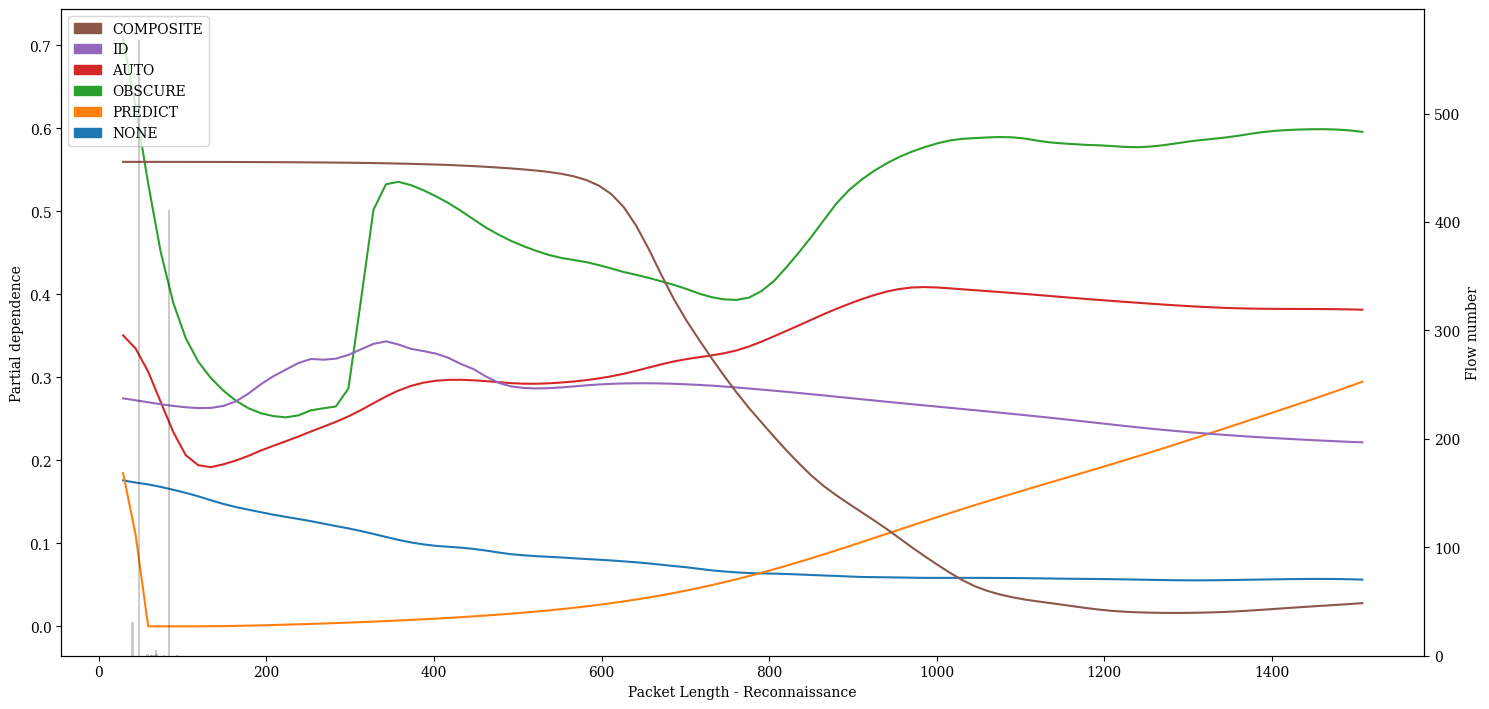 COMPOSITE
ID
AUTO
OBSCURE
PREDICT
NONE
0.7
0.6
0.5
0.4
0.3
0.2
0.1
0.0
Partial dependence
500
400
300
200
100
0
Flow number
0 200 400 600 800 1000 1200 1400
Packet Length - Reconnaissance